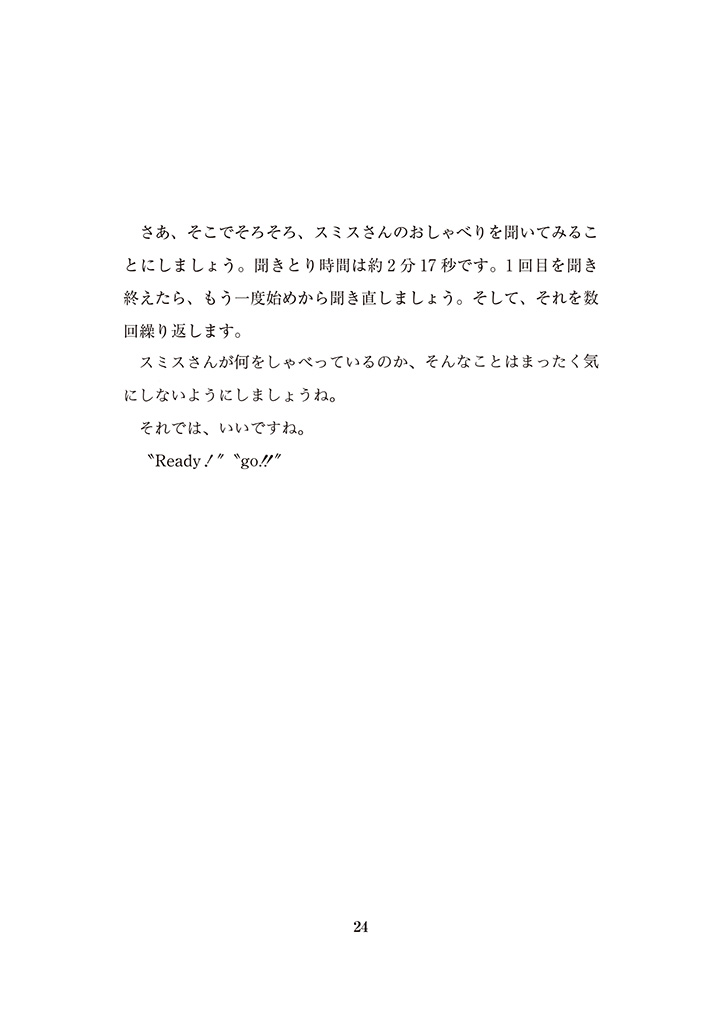 さあ、そこでそろそろ、スミスさんのおしゃべりを聞いてみるこ
とにしましょう。聞きとり時間は約2分17秒です。1回目を聞き
終えたら、もう一度始めから聞き直しましょう。そして、それを数
回繰り返します。
スミスさんが何をしゃべっているのか、そんなことはまったく気
にしないようにしましょうね。
それでは、いいですね。
〝Ready！〞〝go!!〞
24